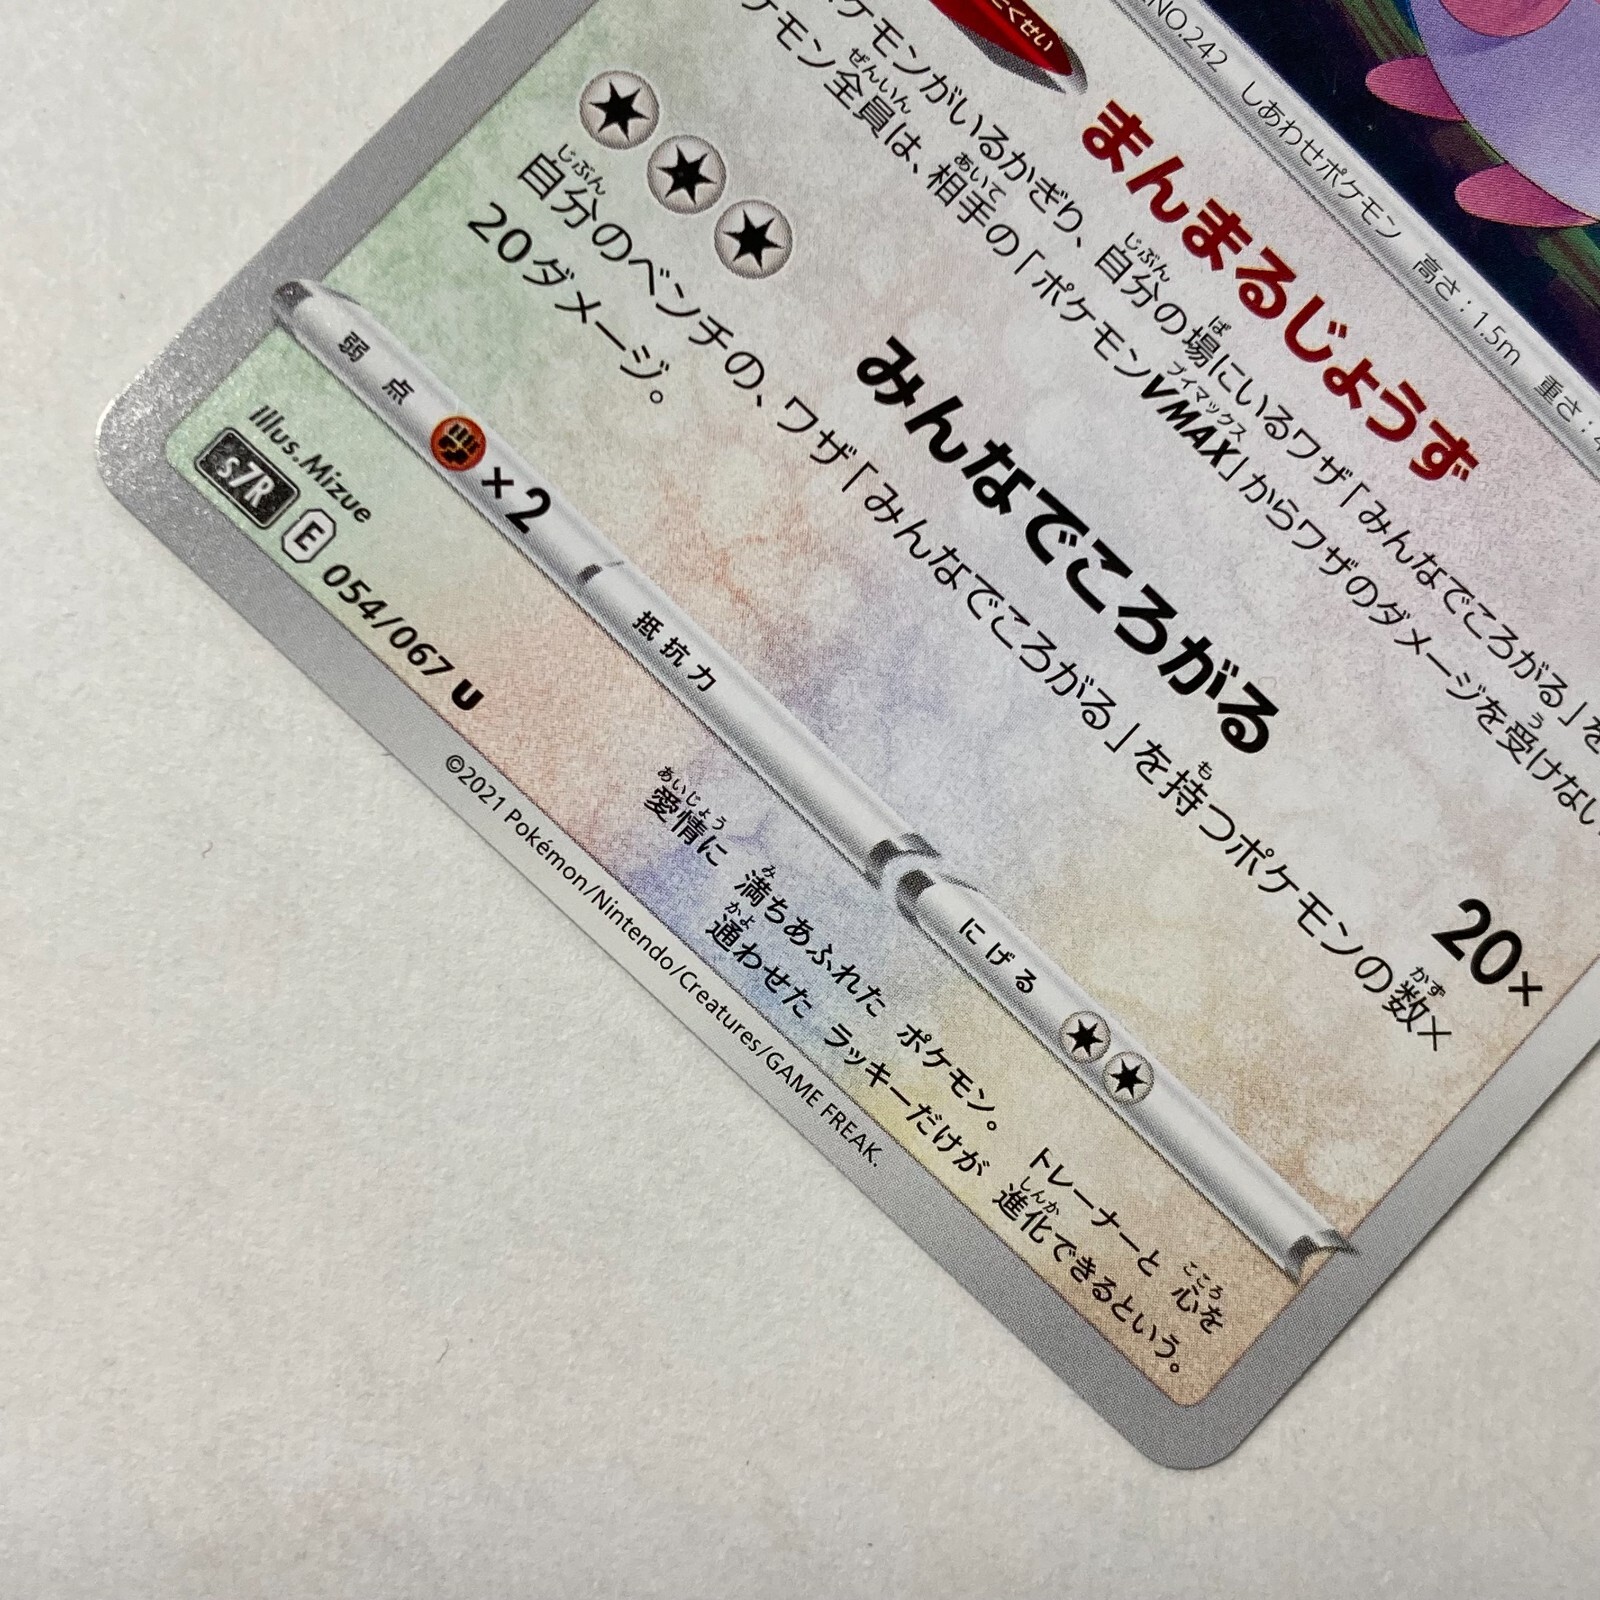 NO.242 しあわせポケモン 高さ：1.5m 重さ：4
くせい
まんまるじょうず
ポケモンがいるかぎり、自分の場にいるワザ「みんなでころがる」を
ケモン全員は、相手の「ポケモンVMAX」からワザのダメージを受けない
みんなでころがる 20×
自分のベンチの、ワザ「みんなでころがる」を持つポケモンの数×
20ダメージ。
弱点 ×2 抵抗力 にげる
Illus.Mizue
s7R E 054/067 U
愛情に 満ちあふれた ポケモン。 トレーナーと 心を
通わせた ラッキーだけが 進化できるという。
©2021 Pokémon/Nintendo/Creatures/GAME FREAK.